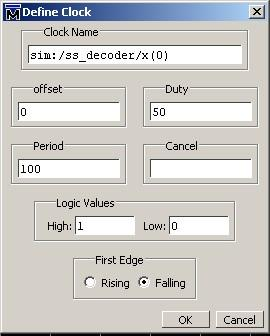 Define Clock
Clock Name
sim:/ss_decoder/x(0)
offset Duty
0 50
Period Cancel
100
Logic Values
High: 1 Low: 0
First Edge
Rising Falling
OK Cancel